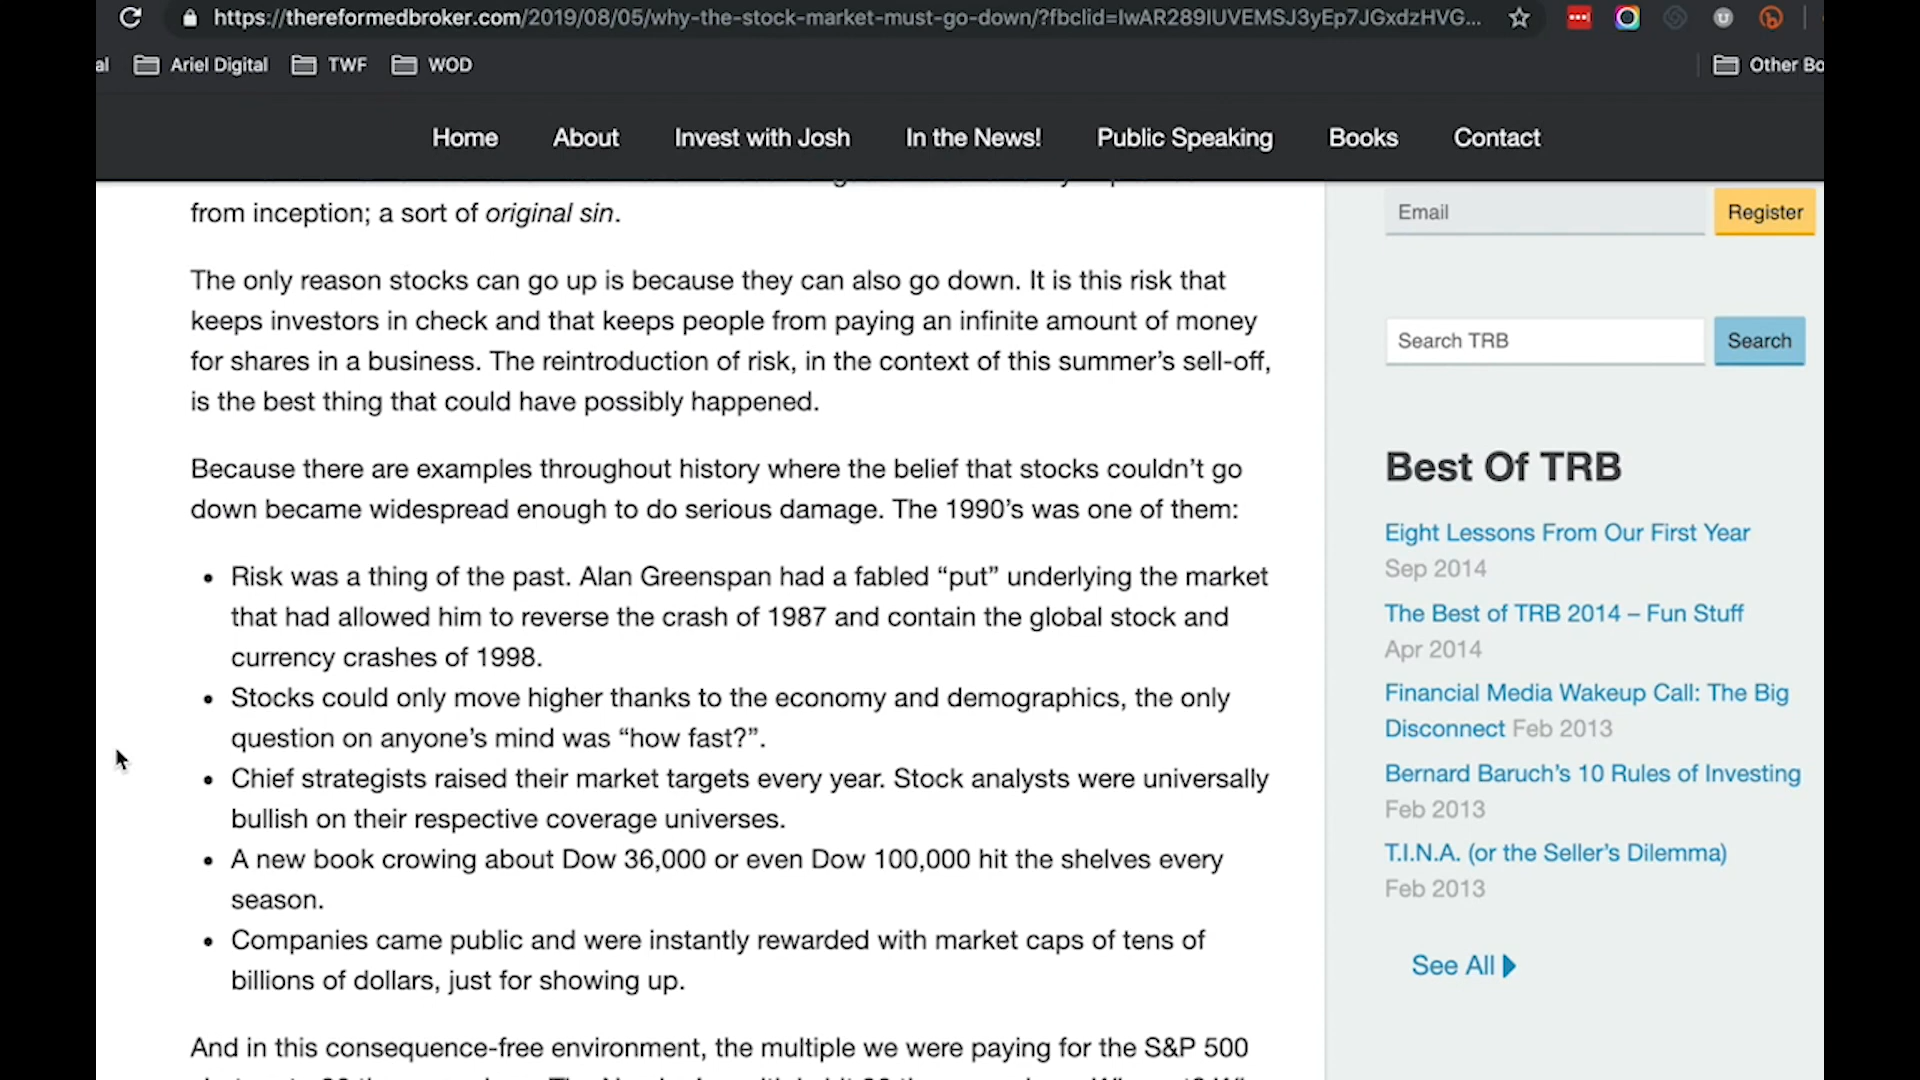 https://thereformedbroker.com/2019/08/05/why-the-stock-market-must-go-down/?fbclid=IwAR289IUVEMSJ3yEp7JGxdzHVG...
al Ariel Digital TWF WOD Other Bo
Home About Invest with Josh In the News! Public Speaking Books Contact
from inception; a sort of original sin.
The only reason stocks can go up is because they can also go down. It is this risk that
keeps investors in check and that keeps people from paying an infinite amount of money
for shares in a business. The reintroduction of risk, in the context of this summer’s sell-off,
is the best thing that could have possibly happened.
Because there are examples throughout history where the belief that stocks couldn’t go
down became widespread enough to do serious damage. The 1990’s was one of them:
• Risk was a thing of the past. Alan Greenspan had a fabled “put” underlying the market
that had allowed him to reverse the crash of 1987 and contain the global stock and
currency crashes of 1998.
• Stocks could only move higher thanks to the economy and demographics, the only
question on anyone’s mind was “how fast?”.
• Chief strategists raised their market targets every year. Stock analysts were universally
bullish on their respective coverage universes.
• A new book crowing about Dow 36,000 or even Dow 100,000 hit the shelves every
season.
• Companies came public and were instantly rewarded with market caps of tens of
billions of dollars, just for showing up.
And in this consequence-free environment, the multiple we were paying for the S&P 500
Email Register
Search TRB Search
Best Of TRB
Eight Lessons From Our First Year
Sep 2014
The Best of TRB 2014 – Fun Stuff
Apr 2014
Financial Media Wakeup Call: The Big
Disconnect Feb 2013
Bernard Baruch’s 10 Rules of Investing
Feb 2013
T.I.N.A. (or the Seller’s Dilemma)
Feb 2013
See All